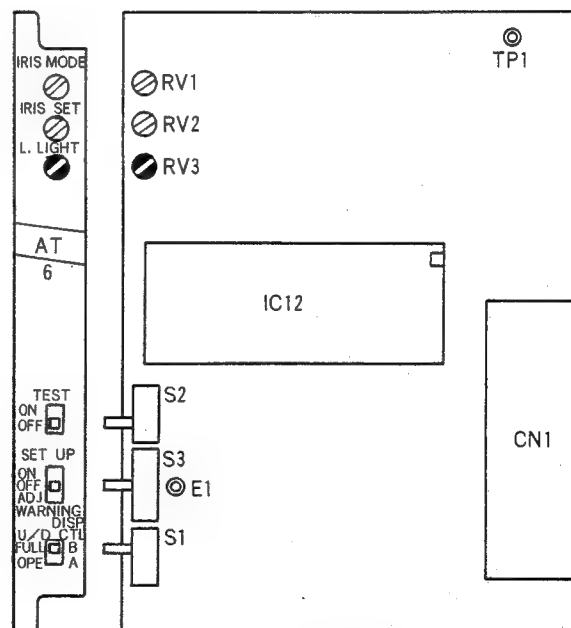 IRIS MODE
IRIS SET
L. LIGHT
AT
6
TEST
ON
OFF
SET UP
ON
OFF
ADJ
WARNING
DISP
U/D CTL
FULL B
OPE A
TP1
RV1
RV2
RV3
IC12
S2
S3
E1
S1
CN1